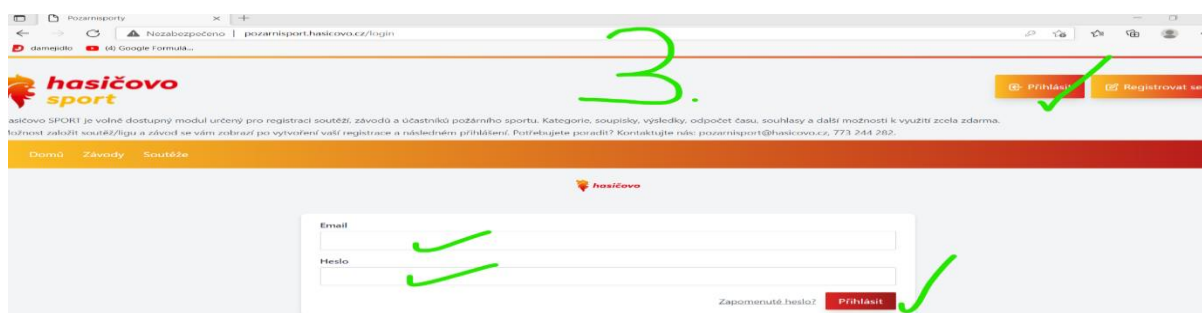 Pozarnisporty
Nezabezpečeno | pozarnisport.hasicovo.cz/login
damejidlo (4) Google Formulá...
3.
hasičovo
sport
Přihlásit
Registrovat se
asičovo SPORT je volně dostupný modul určený pro registraci soutěží, závodů a účastníků požárního sportu. Kategorie, soupisky, výsledky, odpočet času, souhlasy a další možnosti k využití zcela zdarma.
ložnost založit soutěž/ligu a závod se vám zobrazí po vytvoření vaší registrace a následném přihlášení. Potřebujete poradit? Kontaktujte nás: pozarnisport@hasicovo.cz, 773 244 282.
Domů Závody Soutěže
hasičovo
Email
Heslo
Zapomenuté heslo? Přihlásit